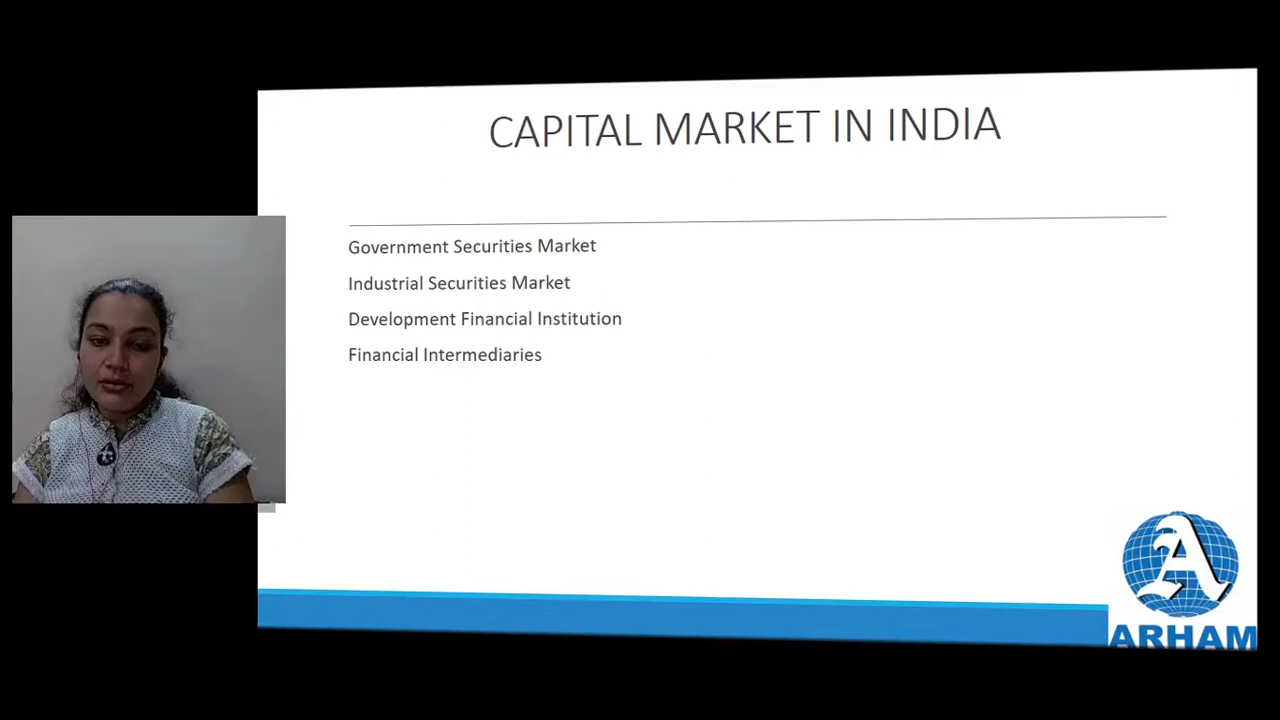 CAPITAL MARKET IN INDIA
Government Securities Market
Industrial Securities Market
Development Financial Institution
Financial Intermediaries
A
ARHAM